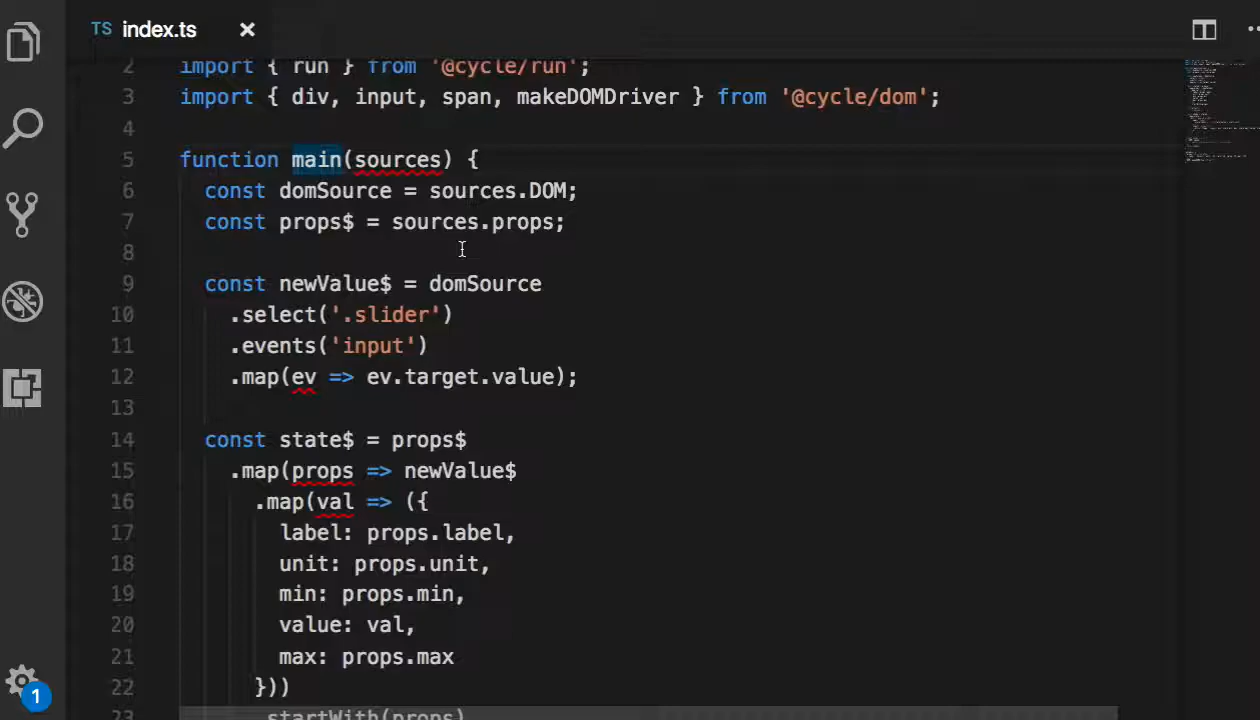 TS index.ts
2 import { run } from '@cycle/run';
3 import { div, input, span, makeDOMDriver } from '@cycle/dom';
4
5 function main(sources) {
6 const domSource = sources.DOM;
7 const props$ = sources.props;
8
9 const newValue$ = domSource
10 .select('.slider')
11 .events('input')
12 .map(ev => ev.target.value);
13
14 const state$ = props$
15 .map(props => newValue$
16 .map(val => ({
17 label: props.label,
18 unit: props.unit,
19 min: props.min,
20 value: val,
21 max: props.max
22 }))
23 .startWith(props)
1